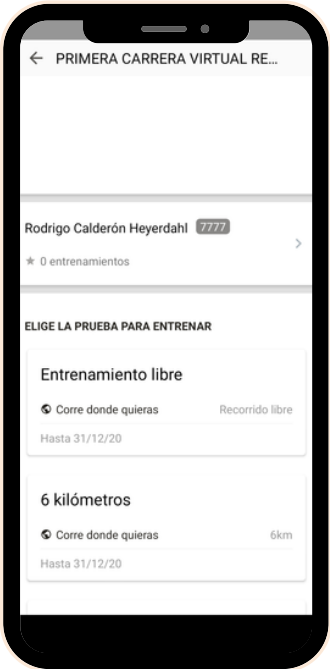 PRIMERA CARRERA VIRTUAL RE...
Rodrigo Calderón Heyerdahl 7777
★ 0 entrenamientos
ELIGE LA PRUEBA PARA ENTRENAR
Entrenamiento libre
Corre donde quieras Recorrido libre
Hasta 31/12/20
6 kilómetros
Corre donde quieras 6km
Hasta 31/12/20